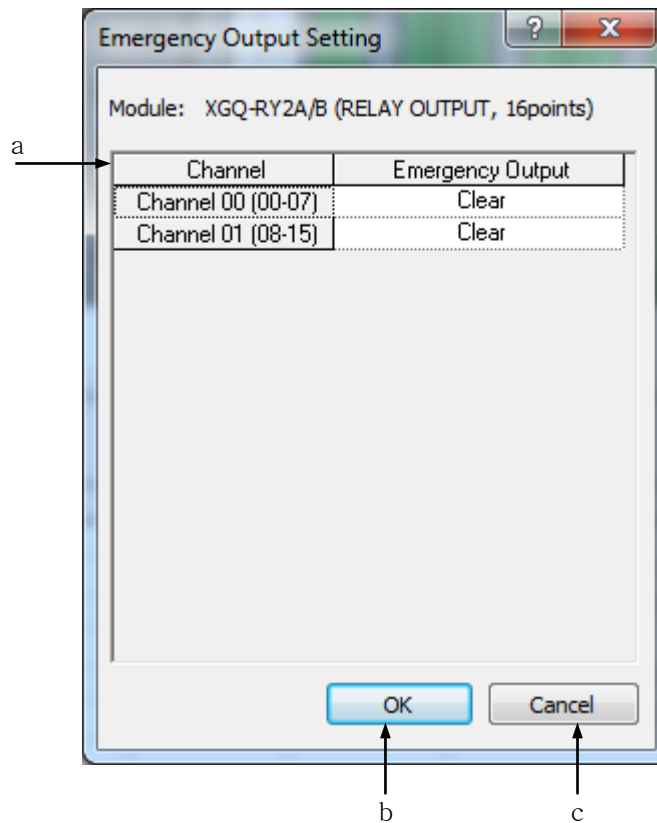 Emergency Output Setting
?
X
Module: XGQ-RY2A/B (RELAY OUTPUT, 16points)
a
Channel Emergency Output
Channel 00 (00-07) Clear
Channel 01 (08-15) Clear
OK Cancel
b c